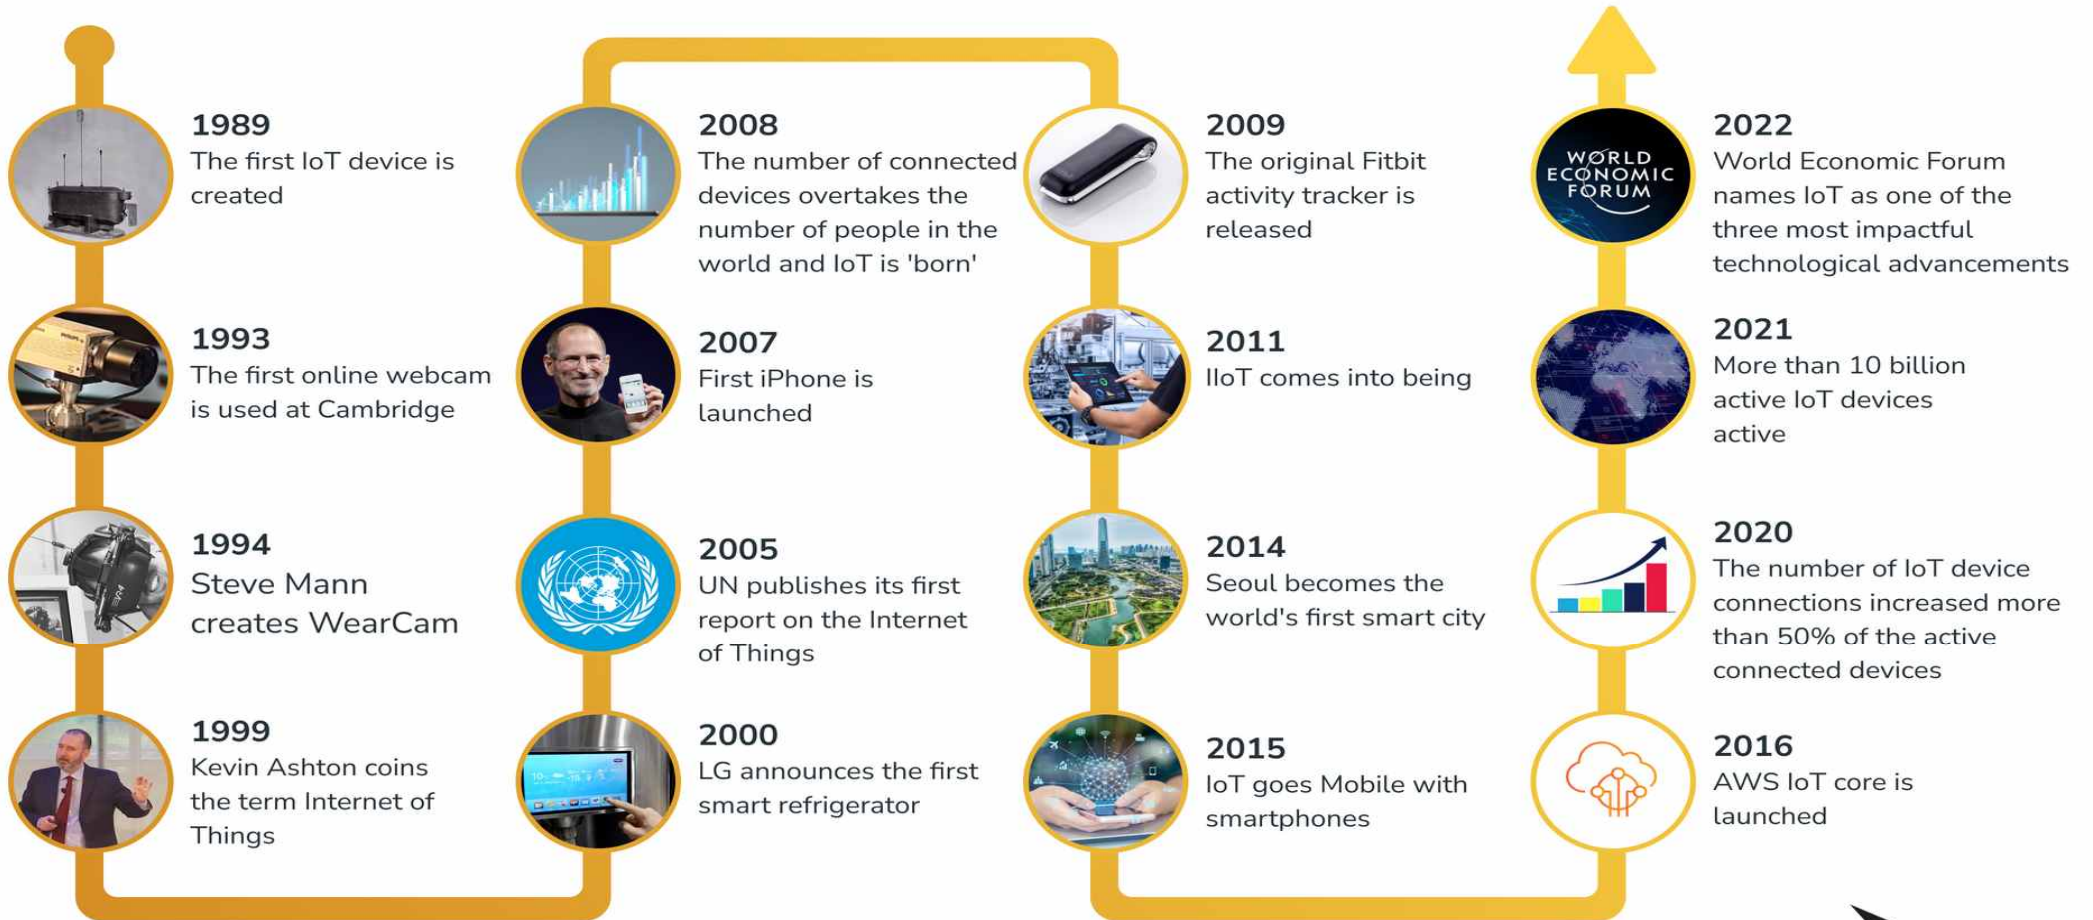 1989
The first IoT device is
created
1993
The first online webcam
is used at Cambridge
1994
Steve Mann
creates WearCam
1999
Kevin Ashton coins
the term Internet of
Things
2000
LG announces the first
smart refrigerator
2005
UN publishes its first
report on the Internet
of Things
2007
First iPhone is
launched
2008
The number of connected
devices overtakes the
number of people in the
world and IoT is 'born'
2009
The original Fitbit
activity tracker is
released
2011
IIoT comes into being
2014
Seoul becomes the
world's first smart city
2015
IoT goes Mobile with
smartphones
2016
AWS IoT core is
launched
2020
The number of IoT device
connections increased more
than 50% of the active
connected devices
2021
More than 10 billion
active IoT devices
active
WORLD
ECONOMIC
FORUM
2022
World Economic Forum
names IoT as one of the
three most impactful
technological advancements